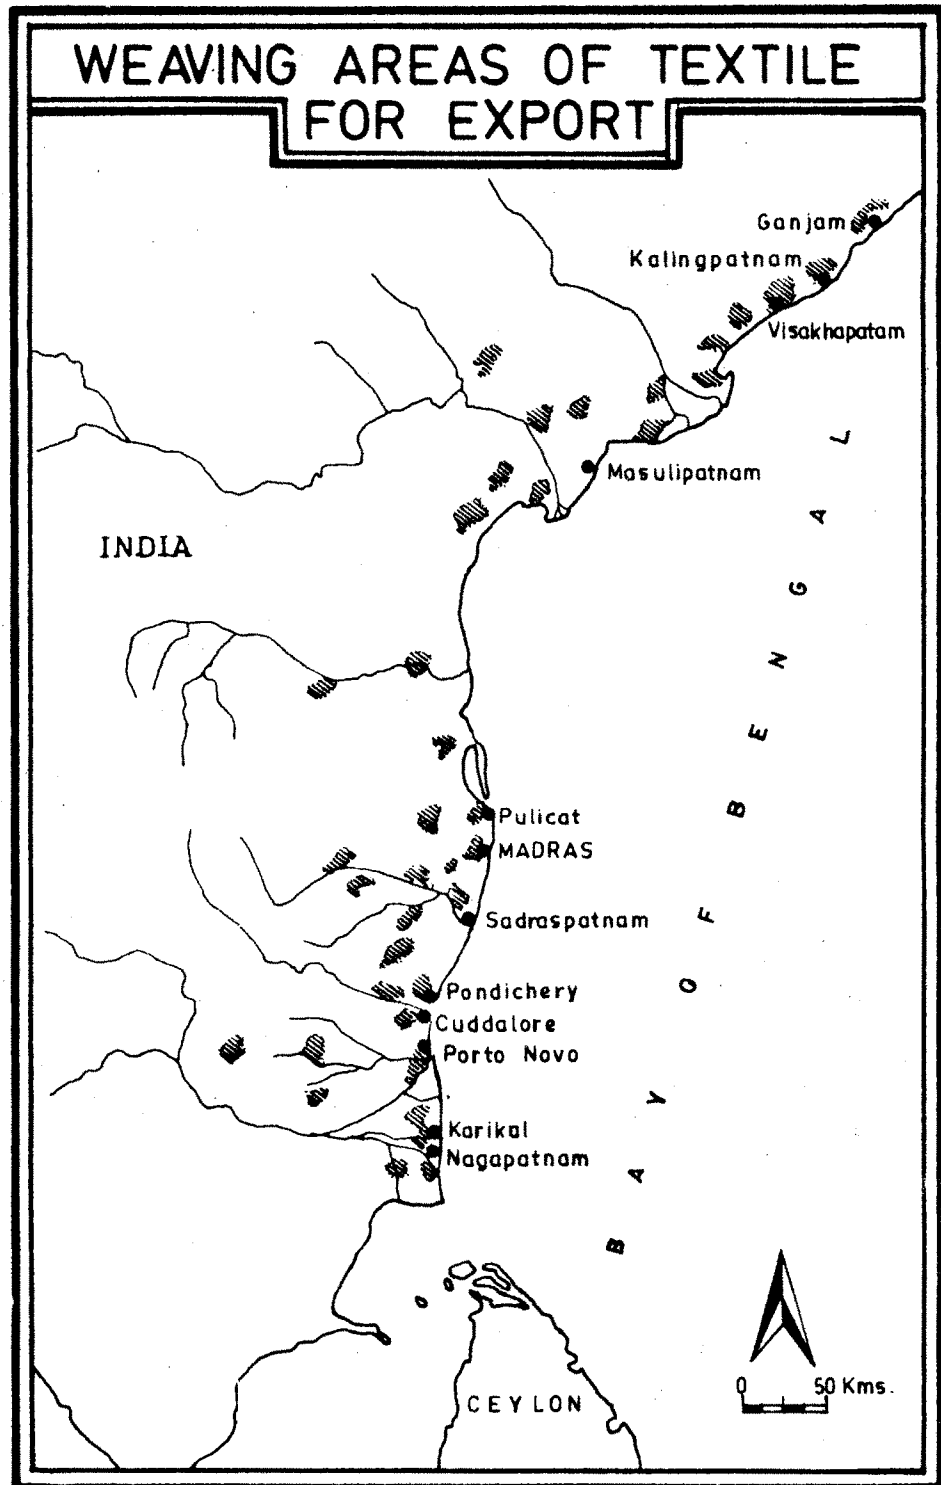 WEAVING AREAS OF TEXTILE
FOR EXPORT
Ganjam
Kalingpatnam
Visakhapatam
Masulipatnam
INDIA
BAY OF BENGAL
Pulicat
MADRAS
Sadraspatnam
Pondichery
Cuddalore
Porto Novo
Karikal
Nagapatnam
CEYLON
0 50 Kms.